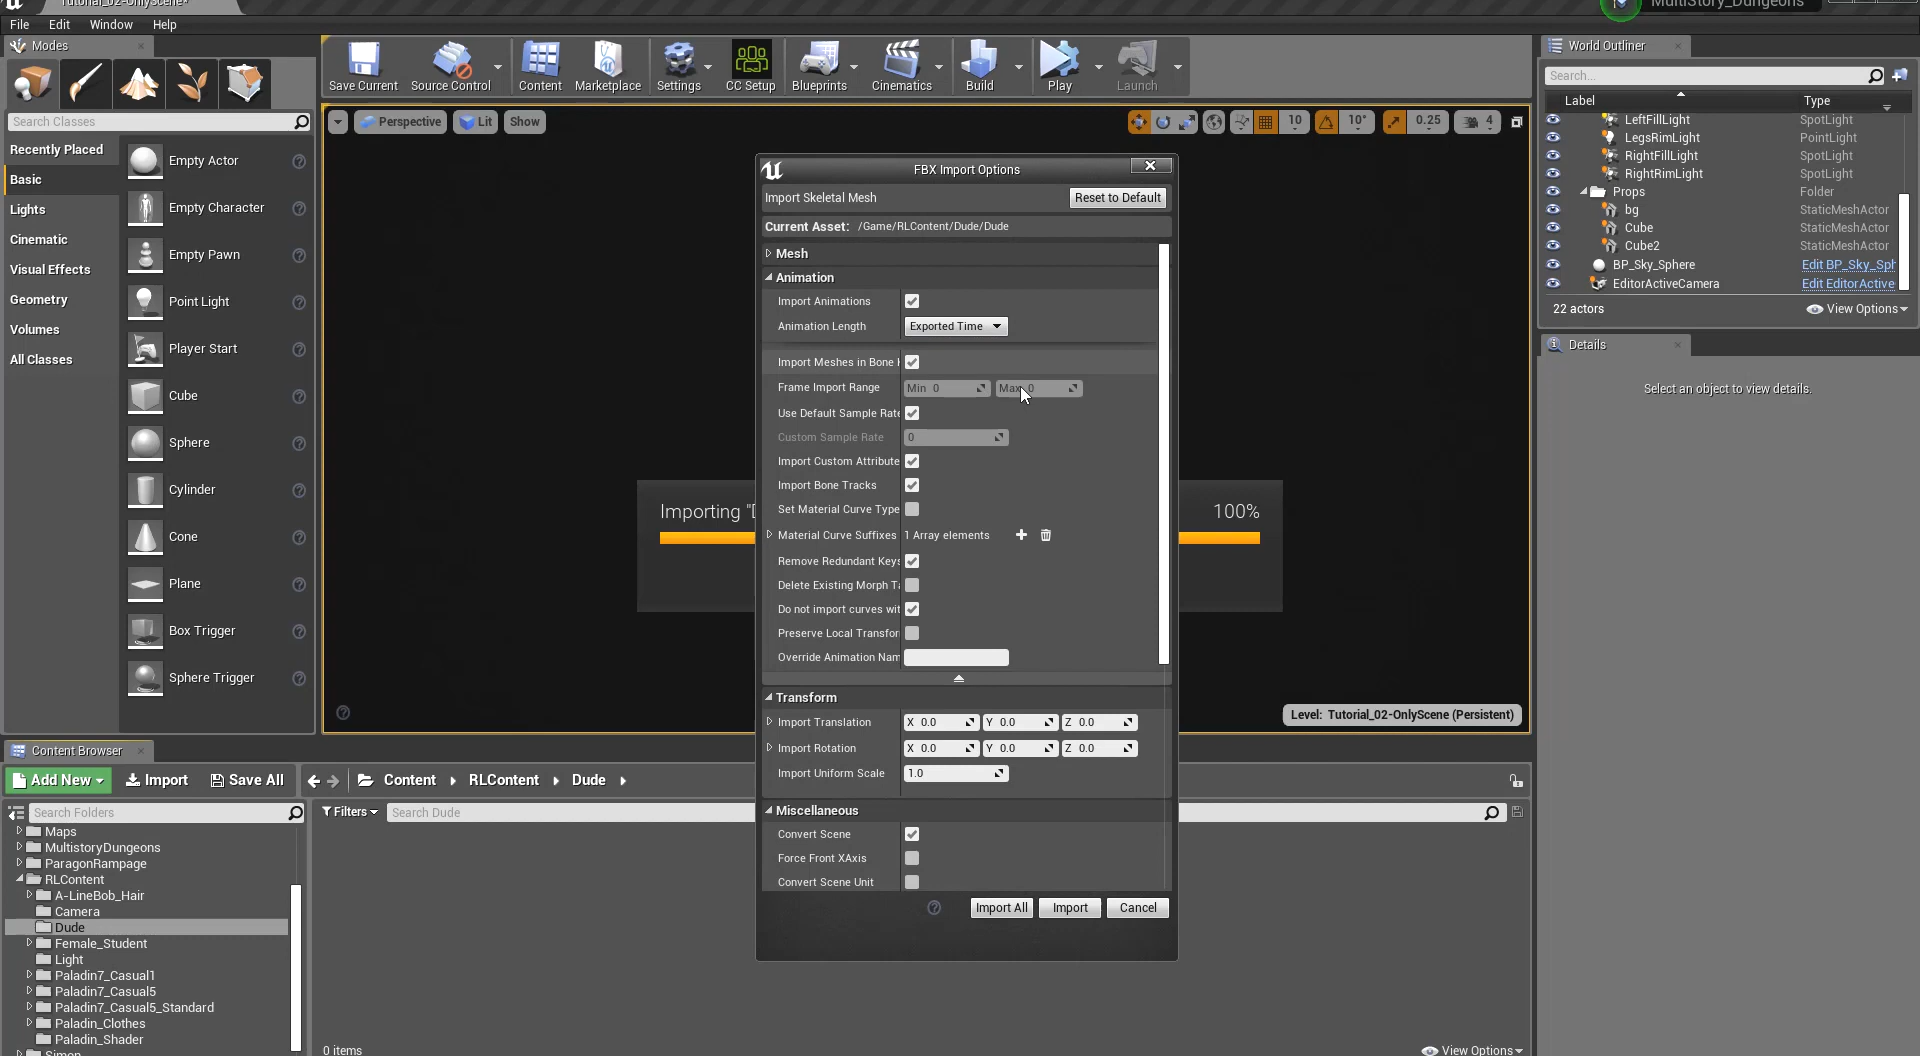 Tutorial_02-OnlyScene*
MultiStory_Dungeons
File Edit Window Help
Modes
Save Current Source Control Content Marketplace Settings CC Setup Blueprints Cinematics Build Play Launch
Search Classes
Recently Placed
Basic
Lights
Cinematic
Visual Effects
Geometry
Volumes
All Classes
Empty Actor
Empty Character
Empty Pawn
Point Light
Player Start
Cube
Sphere
Cylinder
Cone
Plane
Box Trigger
Sphere Trigger
Perspective Lit Show
10 10° 0.25 4
Importing "D
100%
Level: Tutorial_02-OnlyScene (Persistent)
FBX Import Options
Import Skeletal Mesh Reset to Default
Current Asset: /Game/RLContent/Dude/Dude
Mesh
Animation
Import Animations
Animation Length Exported Time
Import Meshes in Bone
Frame Import Range Min 0 Max 0
Use Default Sample Rate
Custom Sample Rate 0
Import Custom Attribute
Import Bone Tracks
Set Material Curve Type
Material Curve Suffixes 1 Array elements
Remove Redundant Keys
Delete Existing Morph Ta
Do not import curves wit
Preserve Local Transfor
Override Animation Nam
Transform
Import Translation X 0.0 Y 0.0 Z 0.0
Import Rotation X 0.0 Y 0.0 Z 0.0
Import Uniform Scale 1.0
Miscellaneous
Convert Scene
Force Front XAxis
Convert Scene Unit
Import All Import Cancel
World Outliner
Search...
Label Type
LeftFillLight SpotLight
LegsRimLight PointLight
RightFillLight SpotLight
RightRimLight SpotLight
Props Folder
bg StaticMeshActor
Cube StaticMeshActor
Cube2 StaticMeshActor
BP_Sky_Sphere Edit BP_Sky_Sph
EditorActiveCamera Edit EditorActive
22 actors View Options
Details
Select an object to view details.
Content Browser
Add New Import Save All Content RLContent Dude
Search Folders
Filters Search Dude
Maps
MultistoryDungeons
ParagonRampage
RLContent
A-LineBob_Hair
Camera
Dude
Female_Student
Light
Paladin7_Casual1
Paladin7_Casual5
Paladin7_Casual5_Standard
Paladin_Clothes
Paladin_Shader
Simon
0 items View Options